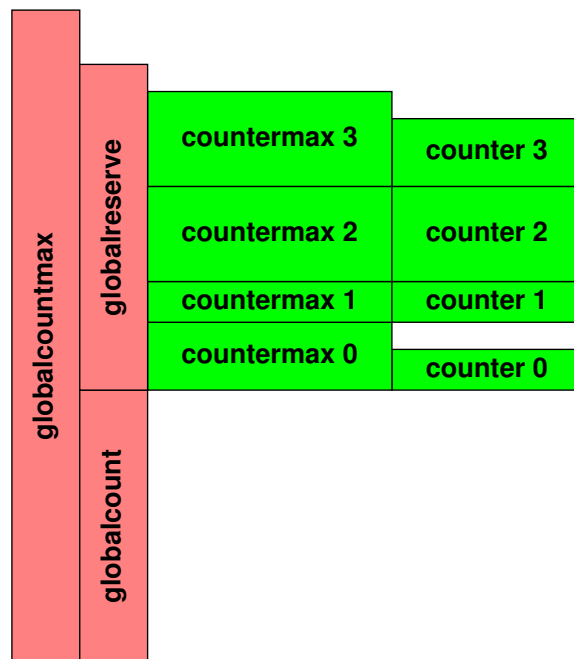 globalcountmax
globalreserve
globalcount
countermax 3
counter 3
countermax 2
counter 2
countermax 1
counter 1
countermax 0
counter 0